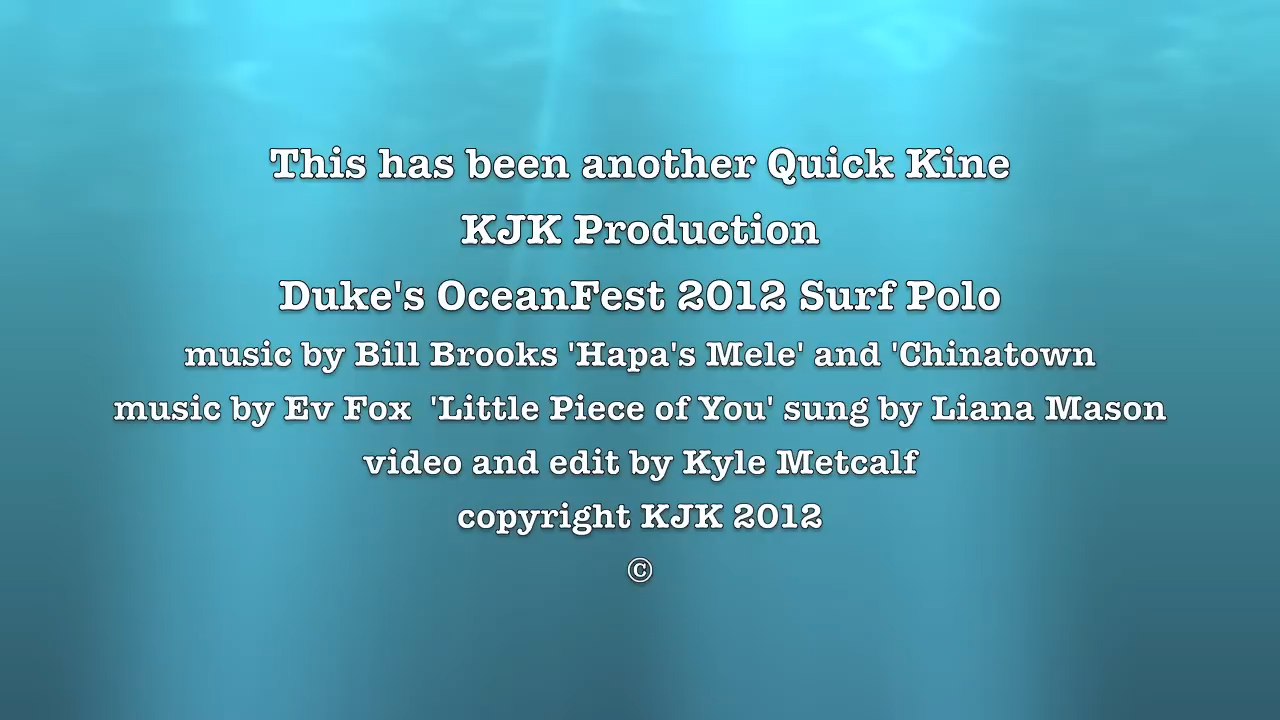 This has been another Quick Kine
KJK Production
Duke's OceanFest 2012 Surf Polo
music by Bill Brooks 'Hapa's Mele' and 'Chinatown
music by Ev Fox  'Little Piece of You' sung by Liana Mason
video and edit by Kyle Metcalf
copyright KJK 2012
©